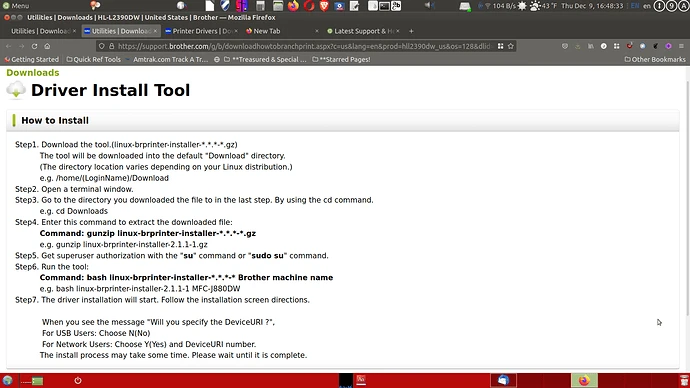 Menu
Utilities | Downloads | HL-L2390DW | United States | Brother — Mozilla Firefox
104 B/s
43 °F
Thu Dec 9, 16:48:33
en
Utilities | Downloads | H
Utilities | Downloads |
Printer Drivers | Do
New Tab
Latest Support & He
https://support.brother.com/g/b/downloadhowtobranchprint.aspx?c=us&lang=en&prod=hll2390dw_us&os=128&dlid
Getting Started
Quick Ref Tools
Amtrak.com Track A Tr...
**Treasured & Special ...
**Starred Pages!
Other Bookmarks
Downloads
Driver Install Tool
How to Install
Step1. Download the tool.(linux-brprinter-installer-*.*.*-*.gz)
The tool will be downloaded into the default "Download" directory.
(The directory location varies depending on your Linux distribution.)
e.g. /home/(LoginName)/Download
Step2. Open a terminal window.
Step3. Go to the directory you downloaded the file to in the last step. By using the cd command.
e.g. cd Downloads
Step4. Enter this command to extract the downloaded file:
Command: gunzip linux-brprinter-installer-*.*.*-*.gz
e.g. gunzip linux-brprinter-installer-2.1.1-1.gz
Step5. Get superuser authorization with the "su" command or "sudo su" command.
Step6. Run the tool:
Command: bash linux-brprinter-installer-*.*.*-* Brother machine name
e.g. bash linux-brprinter-installer-2.1.1-1 MFC-J880DW
Step7. The driver installation will start. Follow the installation screen directions.
When you see the message "Will you specify the DeviceURI ?",
For USB Users: Choose N(No)
For Network Users: Choose Y(Yes) and DeviceURI number.
The install process may take some time. Please wait until it is complete.